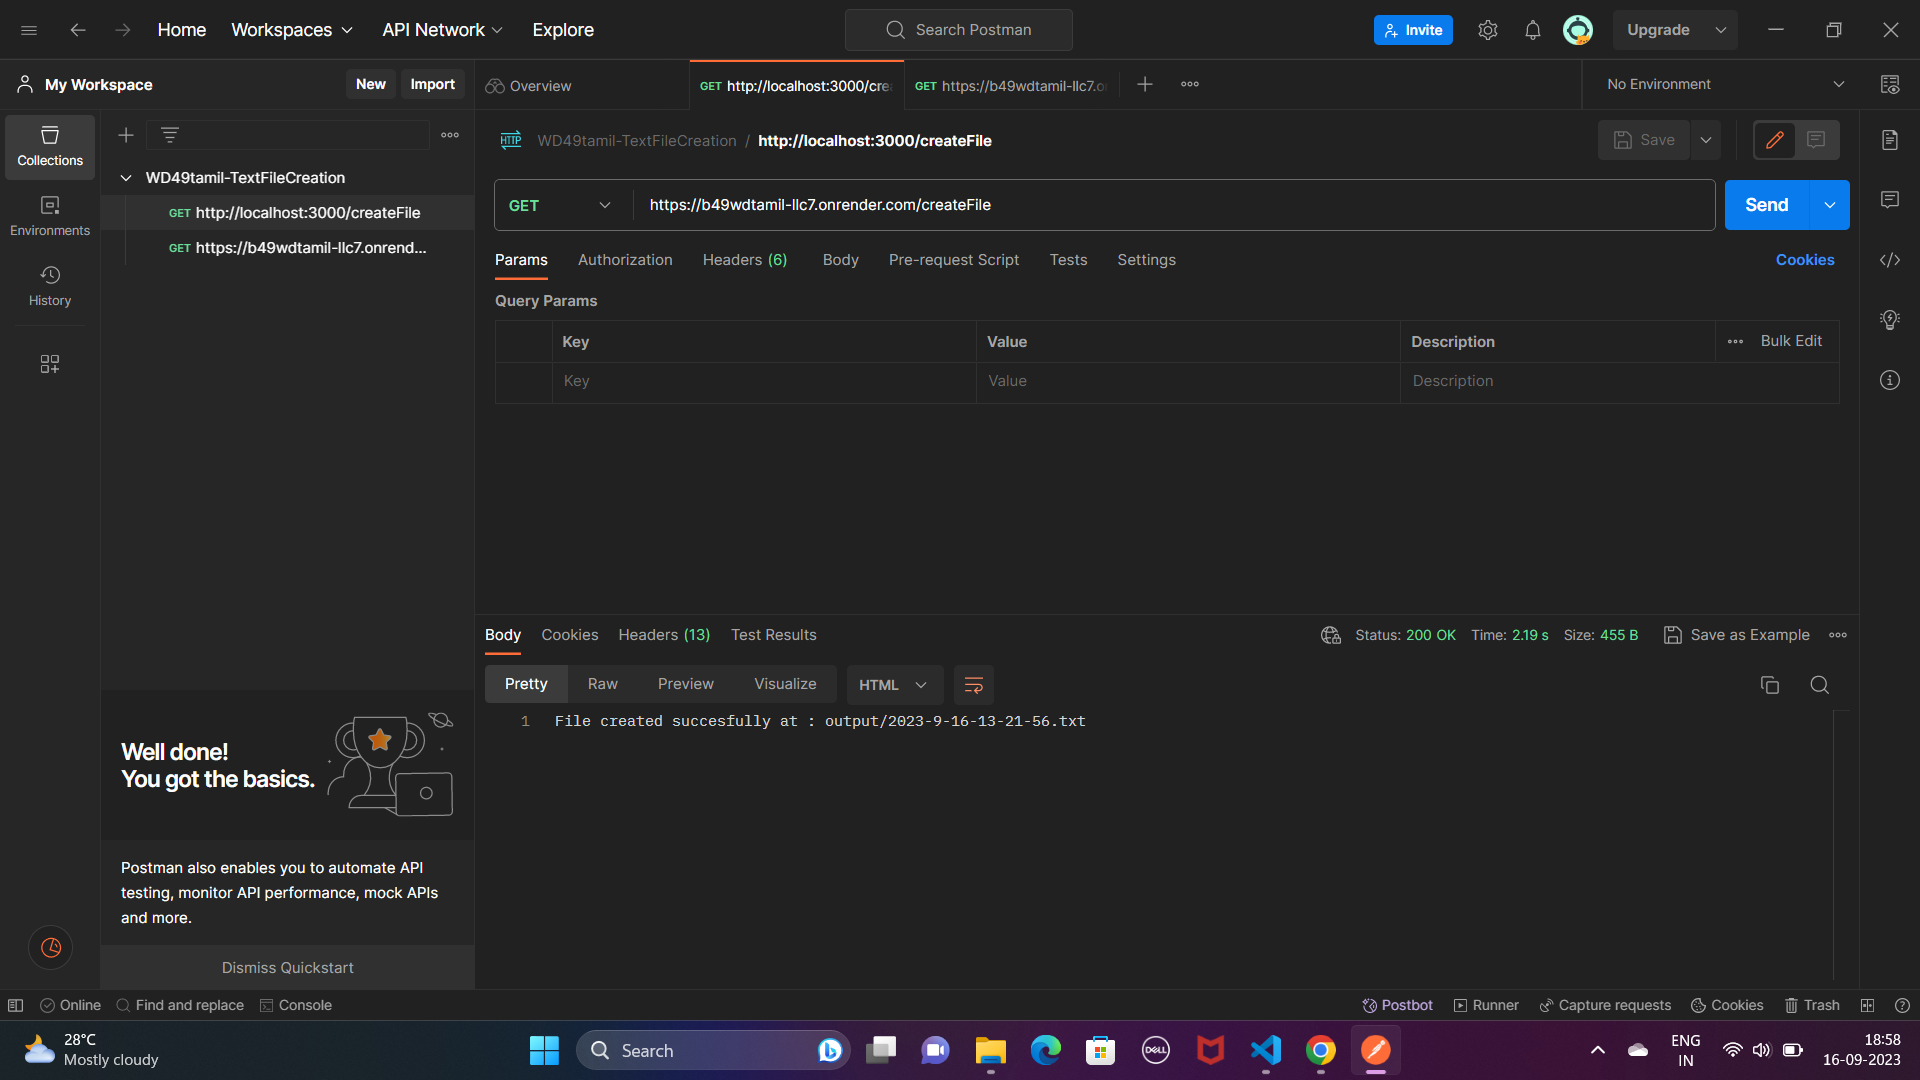 Home
Workspaces
API Network
Explore
Search Postman
Invite
Upgrade
My Workspace
New
Import
Overview
GET http://localhost:3000/cre
GET https://b49wdtamil-llc7.o
No Environment
Collections
Environments
History
WD49tamil-TextFileCreation
GET http://localhost:3000/createFile
GET https://b49wdtamil-llc7.onrend...
HTTP
WD49tamil-TextFileCreation / http://localhost:3000/createFile
Save
GET
https://b49wdtamil-llc7.onrender.com/createFile
Send
Params
Authorization
Headers (6)
Body
Pre-request Script
Tests
Settings
Cookies
Query Params
Key
Value
Description
Bulk Edit
Key
Value
Description
Body
Cookies
Headers (13)
Test Results
Status: 200 OK
Time: 2.19 s
Size: 455 B
Save as Example
Pretty
Raw
Preview
Visualize
HTML
1
File created succesfully at : output/2023-9-16-13-21-56.txt
Well done!
You got the basics.
Postman also enables you to automate API
testing, monitor API performance, mock APIs
and more.
Dismiss Quickstart
Online
Find and replace
Console
Postbot
Runner
Capture requests
Cookies
Trash
28°C
Mostly cloudy
Search
DELL
ENG
IN
18:58
16-09-2023